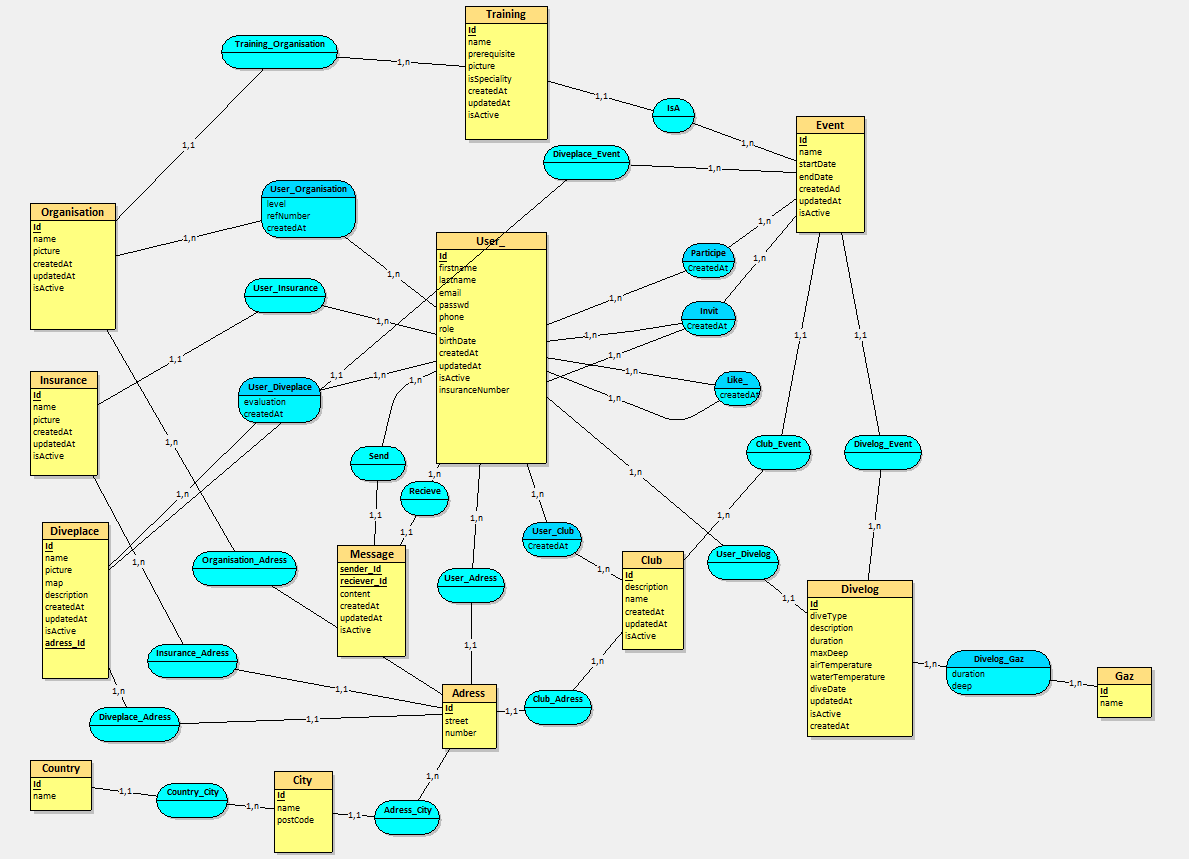 Training
Id
name
prerequisite
picture
isSpeciality
createdAt
updatedAt
isActive
Training_Organisation
1,n
1,1
1,1
IsA
1,n
Event
Id
name
startDate
endDate
createdAd
updatedAt
isActive
Diveplace_Event
1,n
1,1
Organisation
Id
name
picture
createdAt
updatedAt
isActive
User_Organisation
level
refNumber
createdAt
1,n
1,n
User_
Id
firstname
lastname
email
passwd
phone
role
birthDate
createdAt
updatedAt
isActive
insuranceNumber
Participe
CreatedAt
1,n
1,n
Invit
CreatedAt
1,n
1,n
1,n
Like_
createdAt
1,n
1,n
User_Insurance
1,n
1,1
Insurance
Id
name
picture
createdAt
updatedAt
isActive
User_Diveplace
evaluation
createdAt
1,n
1,n
Send
1,n
1,1
Recieve
1,n
1,1
Club_Event
1,1
1,n
Divelog_Event
1,1
1,n
Diveplace
Id
name
picture
map
description
createdAt
updatedAt
isActive
adress_Id
Organisation_Adress
1,n
Message
sender_Id
reciever_Id
content
createdAt
updatedAt
isActive
User_Adress
1,n
1,1
User_Club
CreatedAt
1,n
1,n
Club
Id
description
name
createdAt
updatedAt
isActive
User_Divelog
1,n
1,1
Divelog
Id
diveType
description
duration
maxDeep
airTemperature
waterTemperature
diveDate
updatedAt
isActive
createdAt
Divelog_Gaz
duration
deep
1,n
1,n
Gaz
Id
name
Insurance_Adress
1,n
1,1
Diveplace_Adress
1,n
1,1
Adress
Id
street
number
Club_Adress
1,1
1,n
Country
Id
name
1,1
Country_City
1,n
City
Id
name
postCode
1,1
Adress_City
1,n